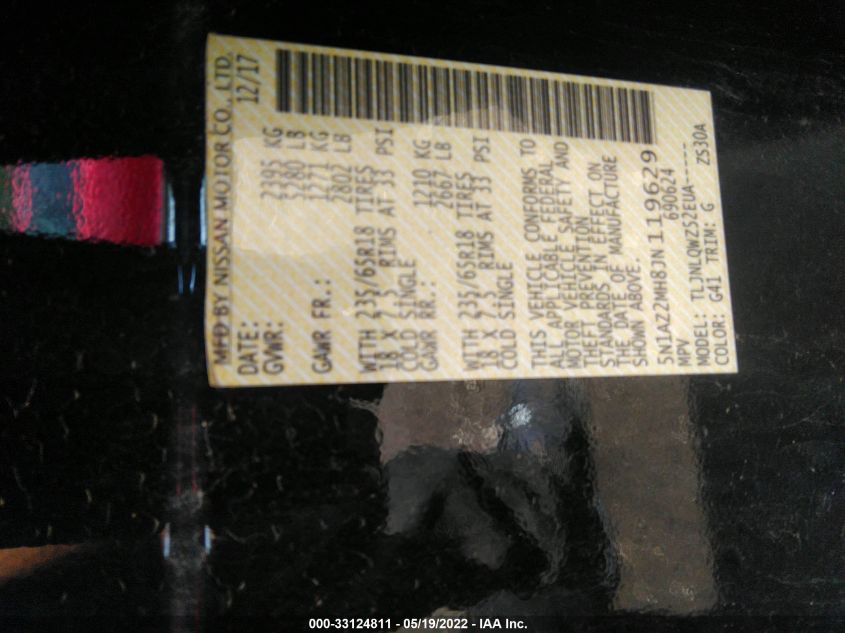 MFD BY NISSAN MOTOR CO., LTD.
DATE: 12/17
GVWR: 2395 KG
5280 LB
GAWR FR.: 1271 KG
2802 LB
WITH 235/65R18 TIRES
18 X 7.5 RIMS AT 33 PSI
COLD SINGLE
GAWR RR.: 1210 KG
2667 LB
WITH 235/65R18 TIRES
18 X 7.5 RIMS AT 33 PSI
COLD SINGLE
THIS VEHICLE CONFORMS TO
ALL APPLICABLE FEDERAL
MOTOR VEHICLE SAFETY AND
THEFT PREVENTION
STANDARDS IN EFFECT ON
THE DATE OF MANUFACTURE
SHOWN ABOVE.
5N1AZ2MH8JN119629
MPV 690624
MODEL: TLJNLQWZ52EUA-----
COLOR: G41 TRIM: G ZS30A
000-33124811 - 05/19/2022 - IAA Inc.